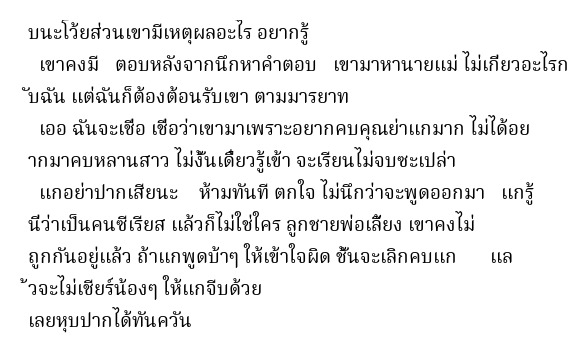 บนะโว้ยส่วนเขามีเหตุผลอะไร อยากรู้
เขาคงมี ตอบหลังจากนึกหาคำตอบ เขามาหานายแม่ ไม่เกี่ยวอะไรก
ับฉัน แต่ฉันก็ต้องต้อนรับเขา ตามมารยาท
เออ ฉันจะเชื่อ เชื่อว่าเขามาเพราะอยากคบคุณย่าแกมาก ไม่ได้อย
ากมาคบหลานสาว ไม่งั้นเดี๋ยวรู้เข้า จะเรียนไม่จบซะเปล่า
แกอย่าปากเสียนะ ห้ามทันที ตกใจ ไม่นึกว่าจะพูดออกมา แกรู้
นี่ว่าเป็นคนซีเรียส แล้วก็ไม่ใช่ใคร ลูกชายพ่อเลี้ยง เขาคงไม่
ถูกกันอยู่แล้ว ถ้าแกพูดบ้าๆ ให้เข้าใจผิด ชั้นจะเลิกคบแก แล
้วจะไม่เชียร์น้องๆ ให้แกจีบด้วย
เลยหุบปากได้ทันควัน